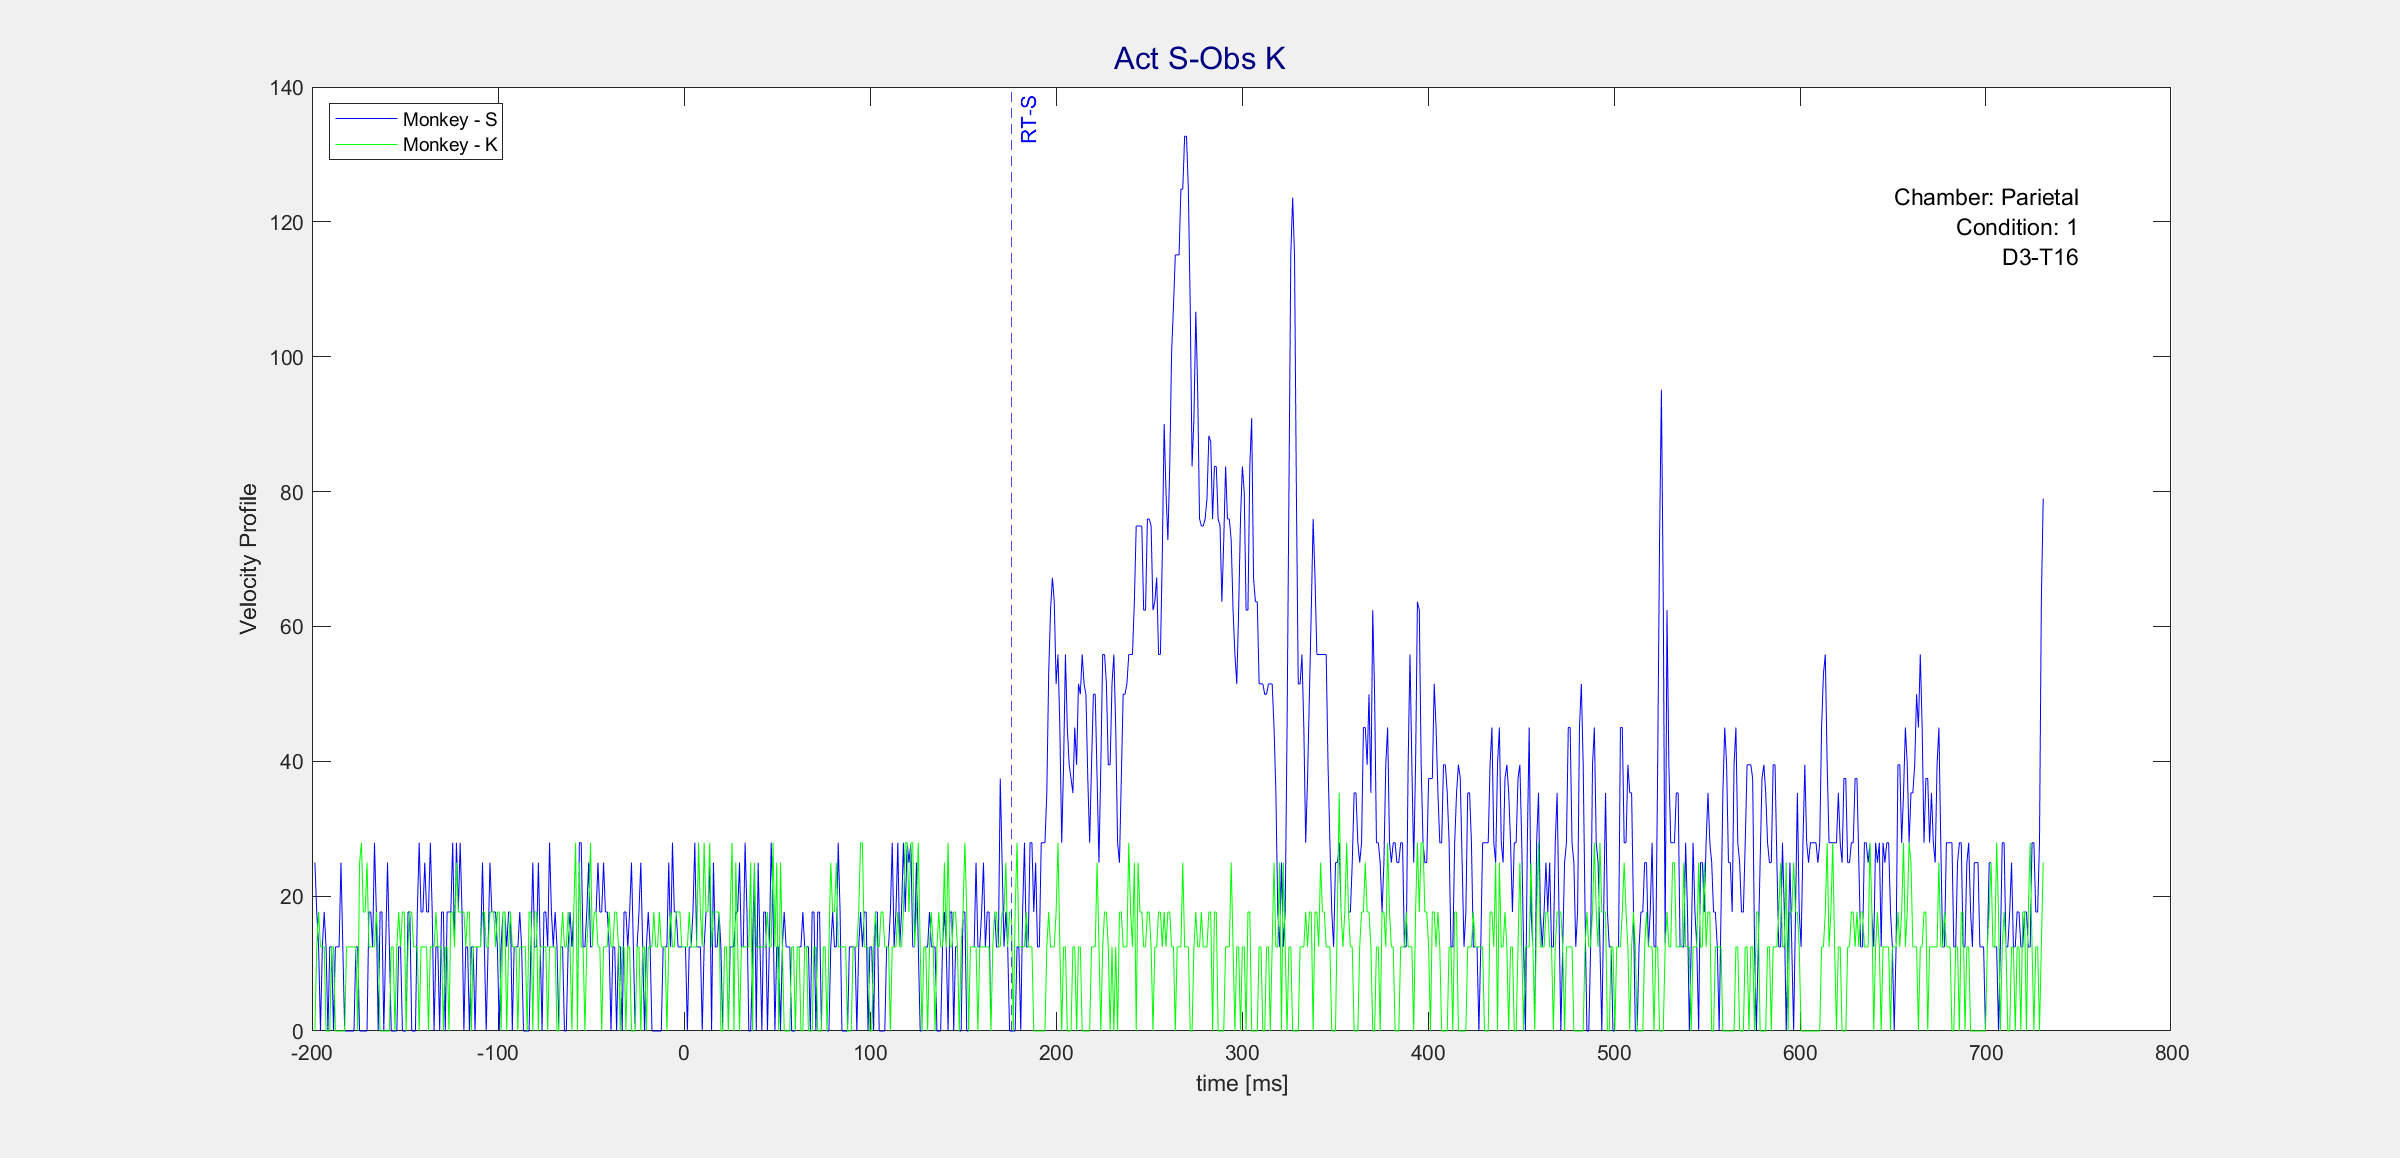 Act S-Obs K
140
120
100
80
60
40
20
0
Velocity Profile
Monkey - S
Monkey - K
RT-S
Chamber: Parietal
Condition: 1
D3-T16
-200 -100 0 100 200 300 400 500 600 700 800
time [ms]